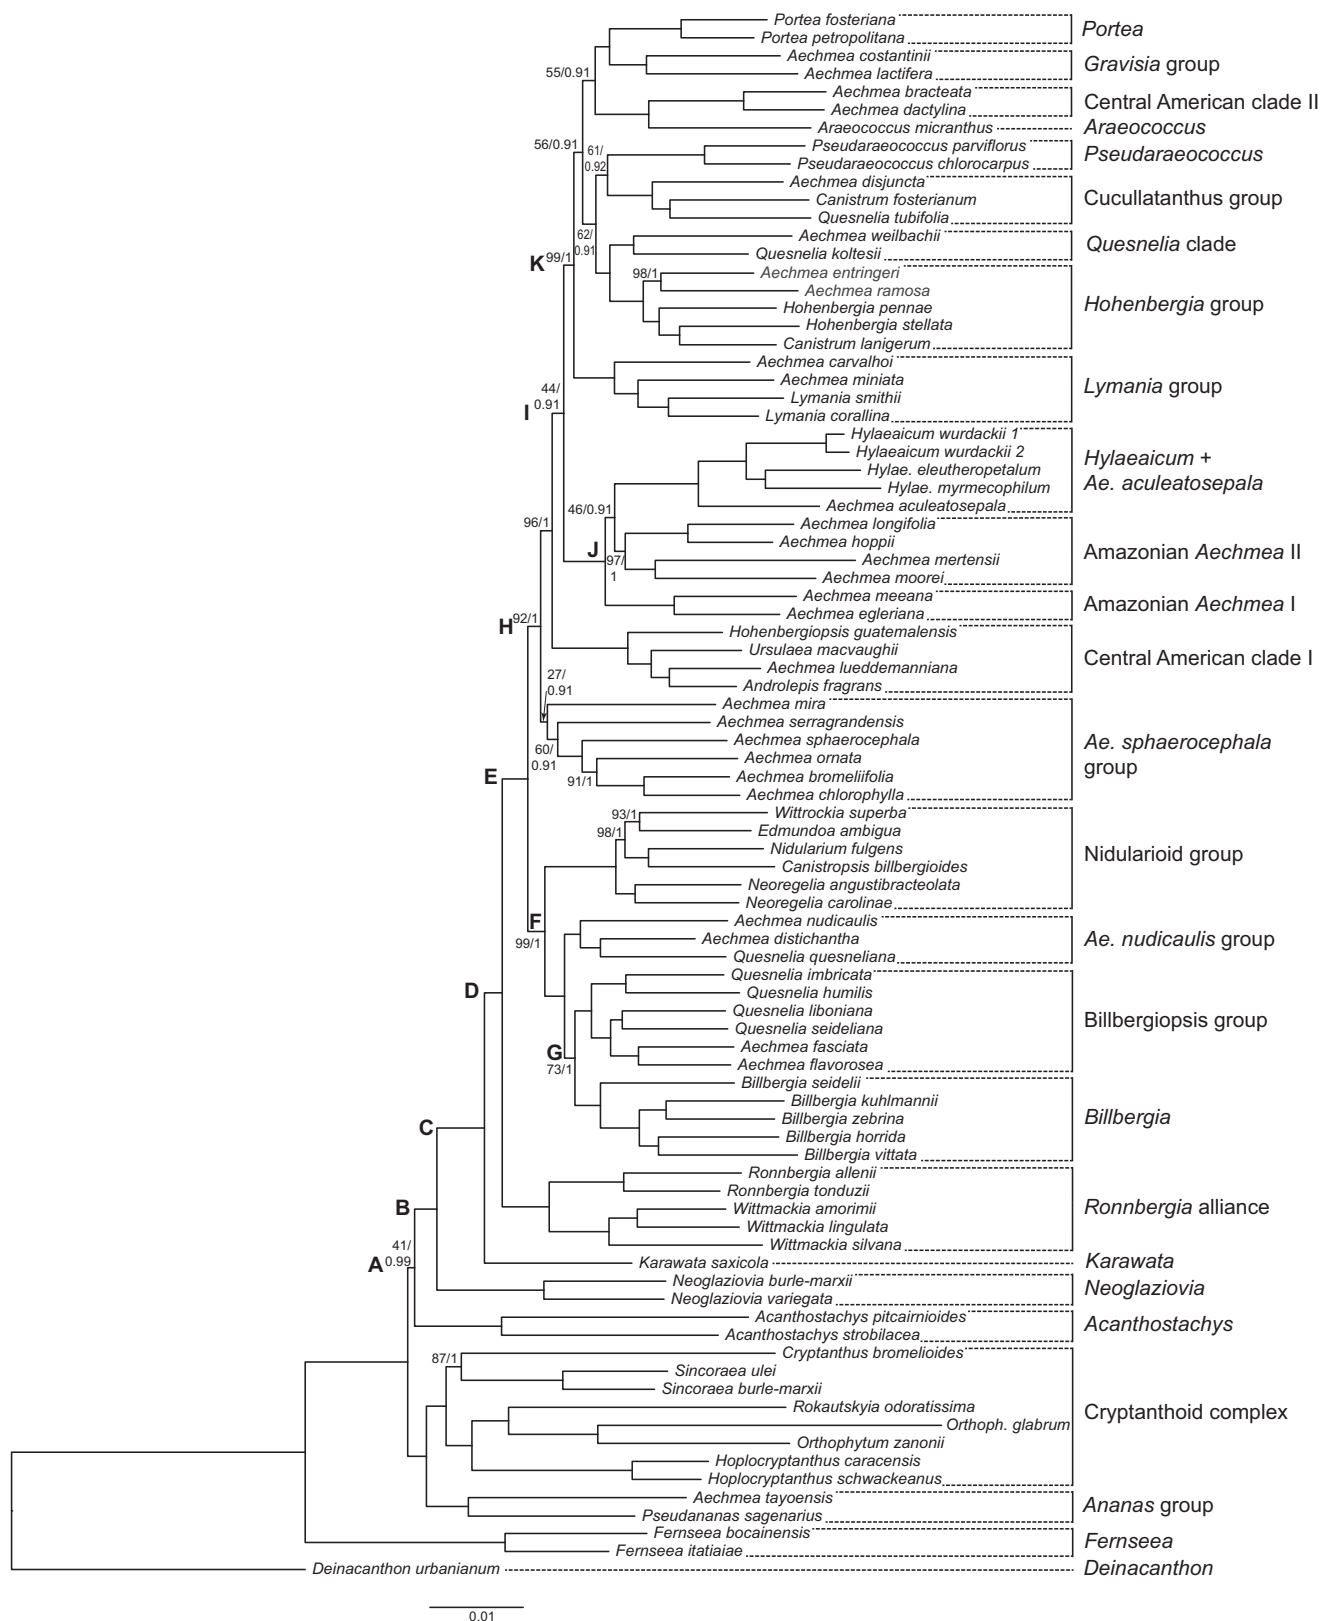 Portea fosteriana
Portea petropolitana
Portea
Aechmea costantinii
Aechmea lactifera
Gravisia group
55/0.91
Aechmea bracteata
Aechmea dactylina
Central American clade II
Araeococcus micranthus
Araeococcus
56/0.91
61/
0.92
Pseudaraeococcus parviflorus
Pseudaraeococcus chlorocarpus
Pseudaraeococcus
Aechmea disjuncta
Canistrum fosterianum
Quesnelia tubifolia
Cucullatanthus group
62/
0.91
Aechmea weilbachii
Quesnelia koltesii
Quesnelia clade
K
99/1
98/1
Aechmea entringeri
Aechmea ramosa
Hohenbergia pennae
Hohenbergia stellata
Canistrum lanigerum
Hohenbergia group
Aechmea carvalhoi
Aechmea miniata
Lymania smithii
Lymania corallina
Lymania group
44/
0.91
I
Hylaeaicum wurdackii 1
Hylaeaicum wurdackii 2
Hylae. eleutheropetalum
Hylae. myrmecophilum
Aechmea aculeatosepala
Hylaeaicum +
Ae. aculeatosepala
46/0.91
96/1
Aechmea longifolia
Aechmea hoppii
Aechmea mertensii
Aechmea moorei
Amazonian Aechmea II
J
97/
1
Aechmea meeana
Aechmea egleriana
Amazonian Aechmea I
H
92/1
Hohenbergiopsis guatemalensis
Ursulaea macvaughii
Aechmea lueddemanniana
Androlepis fragrans
Central American clade I
27/
0.91
Aechmea mira
Aechmea serragrandensis
Aechmea sphaerocephala
Aechmea ornata
Aechmea bromeliifolia
Aechmea chlorophylla
Ae. sphaerocephala
group
60/
0.91
91/1
E
93/1
98/1
Wittrockia superba
Edmundoa ambigua
Nidularium fulgens
Canistropsis billbergioides
Neoregelia angustibracteolata
Neoregelia carolinae
Nidularioid group
F
99/1
Aechmea nudicaulis
Aechmea distichantha
Quesnelia quesneliana
Ae. nudicaulis group
D
Quesnelia imbricata
Quesnelia humilis
Quesnelia liboniana
Quesnelia seideliana
Aechmea fasciata
Aechmea flavorosea
Billbergiopsis group
G
73/1
Billbergia seidelii
Billbergia kuhlmannii
Billbergia zebrina
Billbergia horrida
Billbergia vittata
Billbergia
C
Ronnbergia allenii
Ronnbergia tonduzii
Wittmackia amorimii
Wittmackia lingulata
Wittmackia silvana
Ronnbergia alliance
B
41/
0.99
A
Karawata saxicola
Karawata
Neoglaziovia burle-marxii
Neoglaziovia variegata
Neoglaziovia
Acanthostachys pitcairnioides
Acanthostachys strobilacea
Acanthostachys
87/1
Cryptanthus bromelioides
Sincoraea ulei
Sincoraea burle-marxii
Rokautskyia odoratissima
Orthoph. glabrum
Orthophytum zanonii
Hoplocryptanthus caracensis
Hoplocryptanthus schwackeanus
Cryptanthoid complex
Aechmea tayoensis
Pseudananas sagenarius
Ananas group
Fernseea bocainensis
Fernseea itatiaiae
Fernseea
Deinacanthon urbanianum
Deinacanthon
0.01